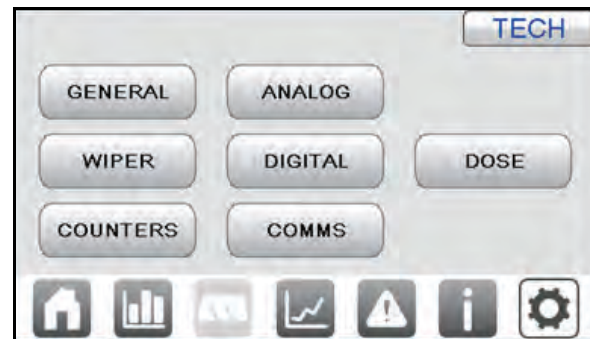 TECH
GENERAL ANALOG
WIPER DIGITAL DOSE
COUNTERS COMMS